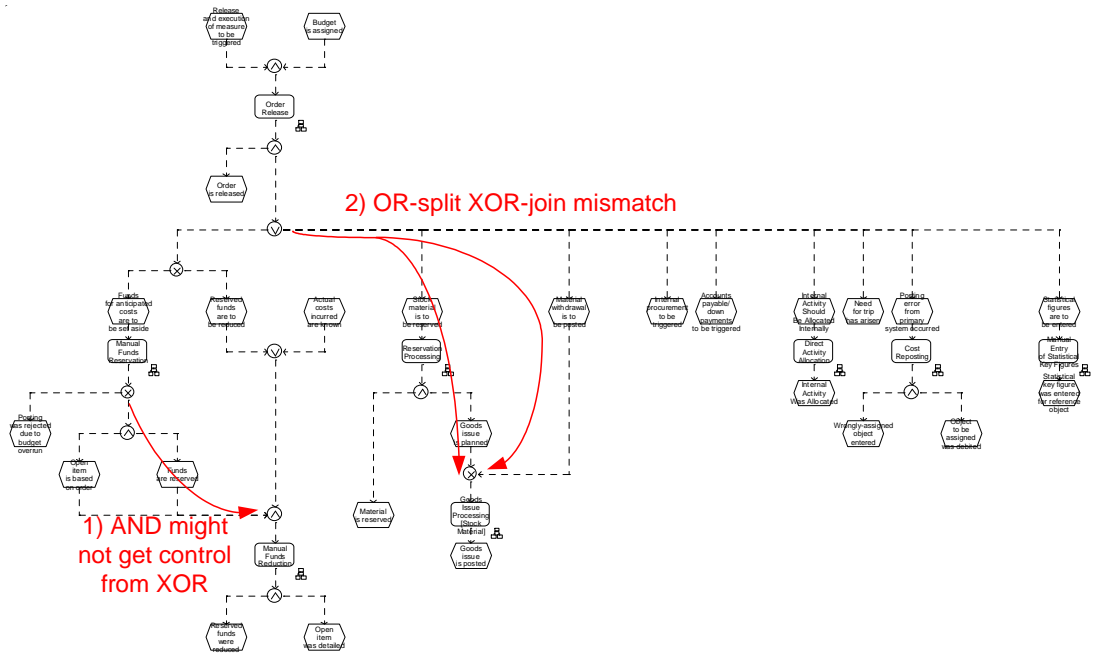 Release
and execution
of measure
to be
triggered
Budget
is assigned
Order
Release
Order
is released
2) OR-split XOR-join mismatch
Funds
for anticipated
costs
are to
be set aside
Reserved
funds
are to
be reduced
Actual
costs
incurred
are known
Stock
material
is to
be reserved
Material
withdrawal is to
be posted
Internal
procurement
to be
triggered
Accounts
payable/
down
payments
to be triggered
Internal
Activity Should
Be Allocated
Internally
Need
for trip
has arisen
Posting
error
from
primary
system occurred
Statistical
figures
are to
be entered
Manual
Funds
Reservation
Reservation
Processing
Direct
Activity
Allocation
Cost
Reposting
Manual
Entry
of Statistical
Key Figures
Internal
Activity
Was Allocated
Statistical
key figure
was entered
for reference
object
Posting
was rejected
due to
budget
overrun
Goods
issue
is planned
Wrongly-assigned
object
entered
Object
to be
assigned
was debited
Open
item
is based
on order
Funds
are reserved
Material
is reserved
Goods
Issue
Processing
(Stock
Material)
1) AND might
not get control
from XOR
Manual
Funds
Reduction
Goods
issue
is posted
Reserved
funds
were
reduced
Open
item
was detailed